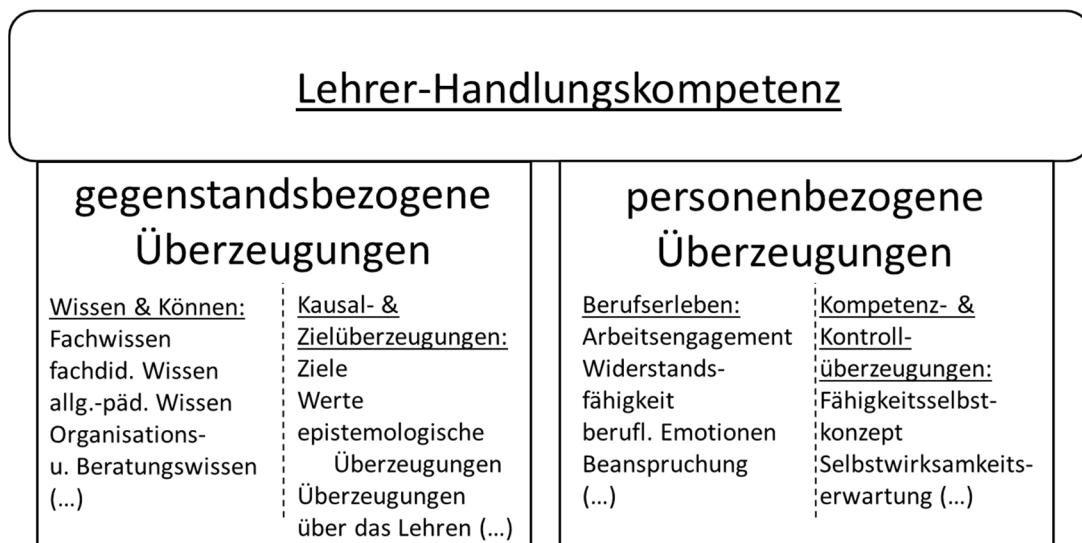 Lehrer-Handlungskompetenz
gegenstandsbezogene
Überzeugungen
Wissen & Können:
Fachwissen
fachdid. Wissen
allg.-päd. Wissen
Organisations-
u. Beratungswissen
(...)
Kausal- &
Zielüberzeugungen:
Ziele
Werte
epistemologische
Überzeugungen
Überzeugungen
über das Lehren (...)
personenbezogene
Überzeugungen
Berufserleben:
Arbeitsengagement
Widerstands-
fähigkeit
berufl. Emotionen
Beanspruchung
(...)
Kompetenz- &
Kontroll-
überzeugungen:
Fähigkeitsselbst-
konzept
Selbstwirksamkeits-
erwartung (...)